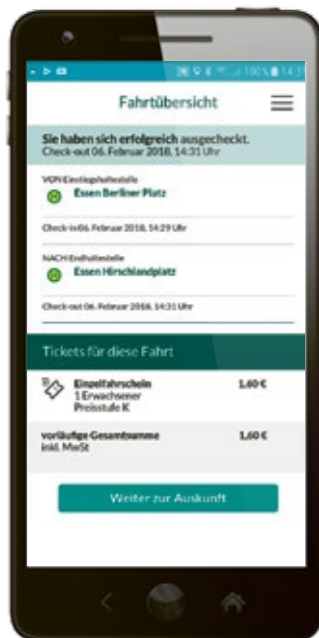 100% 14:31
Fahrtübersicht
Sie haben sich erfolgreich ausgecheckt.
Check-out 06. Februar 2018, 14:31 Uhr
VON Einstiegshaltestelle
Essen Berliner Platz
Check-in 06. Februar 2018, 14:29 Uhr
NACH Endhaltestelle
Essen Hirschlandplatz
Check-out 06. Februar 2018, 14:31 Uhr
Tickets für diese Fahrt
Einzelfahrschein 1,60 €
1 Erwachsener
Preisstufe K
vorläufige Gesamtsumme 1,60 €
inkl. MwSt
Weiter zur Auskunft